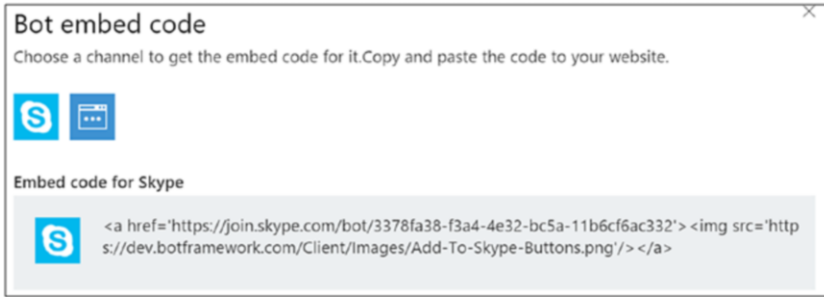 Bot embed code
Choose a channel to get the embed code for it.Copy and paste the code to your website.
Embed code for Skype
<a href='https://join.skype.com/bot/3378fa38-f3a4-4e32-bc5a-11b6cf6ac332'><img src='http
s://dev.botframework.com/Client/Images/Add-To-Skype-Buttons.png'/></a>